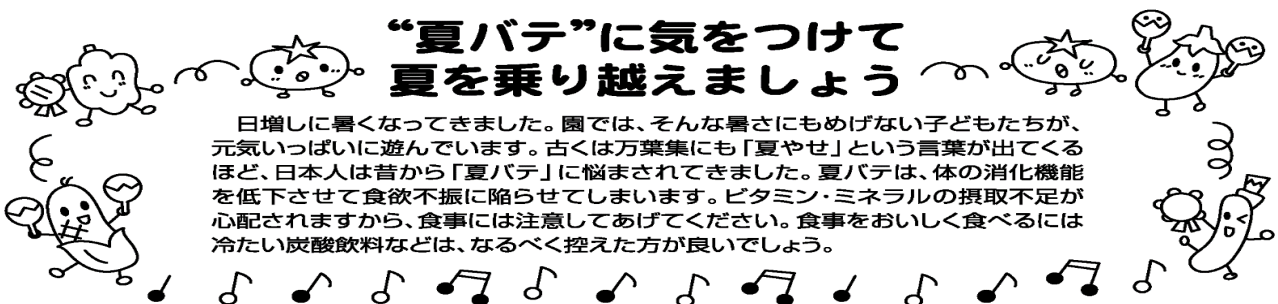 “夏バテ”に気をつけて
夏を乗り越えましょう
日増しに暑くなってきました。園では、そんな暑さにもめげない子どもたちが、
元気いっぱいに遊んでいます。古くは万葉集にも「夏やせ」という言葉が出てくる
ほど、日本人は昔から「夏バテ」に悩まされてきました。夏バテは、体の消化機能
を低下させて食欲不振に陥らせてしまいます。ビタミン・ミネラルの摂取不足が
心配されますから、食事には注意してあげてください。食事をおいしく食べるには
冷たい炭酸飲料などは、なるべく控えた方が良いでしょう。